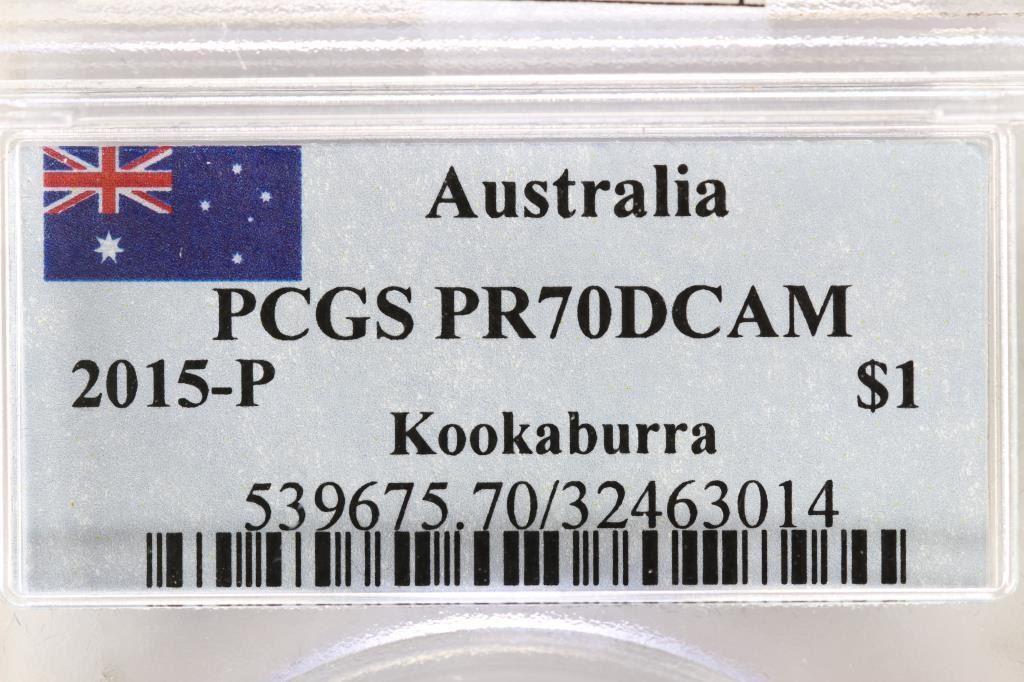 Australia
PCGS PR70DCAM
2015-P $1
Kookaburra
539675.70/32463014